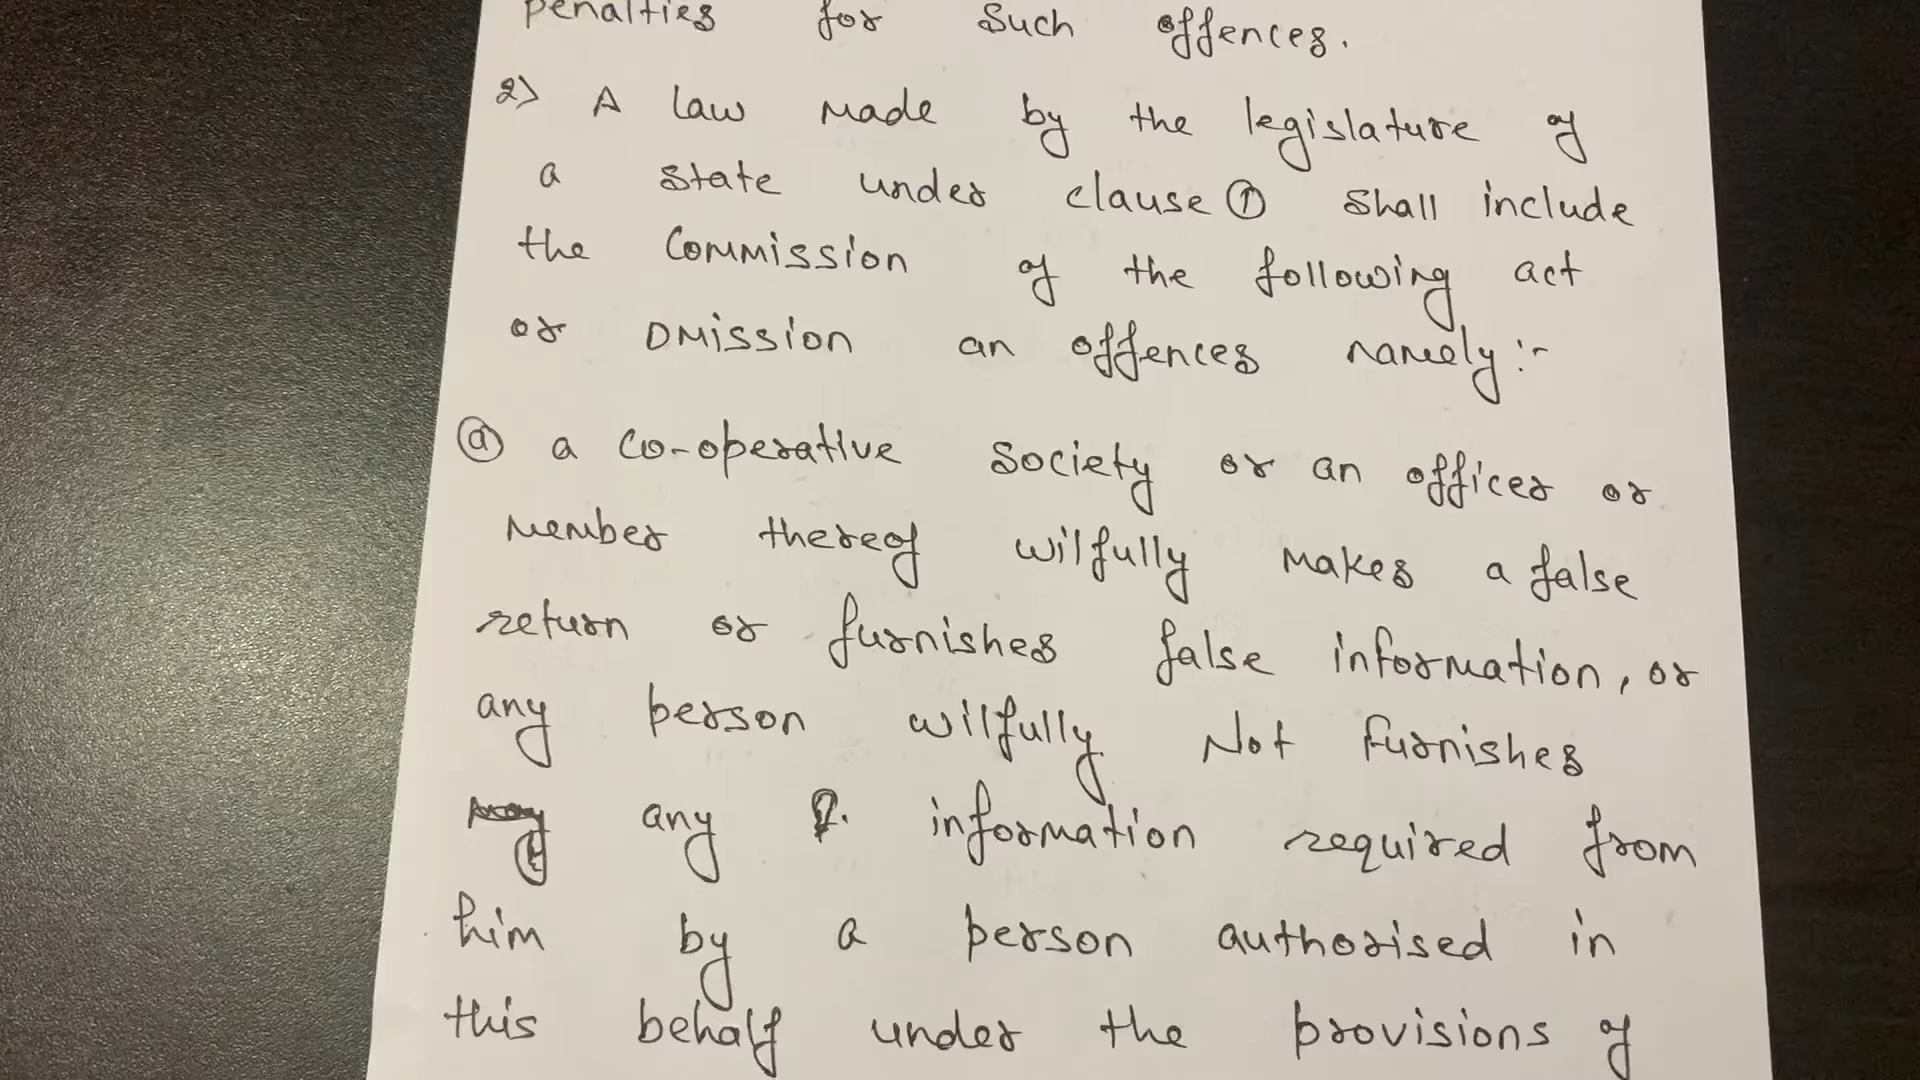 penalties for such offences.
2) A law made by the legislature of
a state under clause ① shall include
the commission of the following act
or omission an offences namely:-
ⓐ a co-operative society or an officer or
member thereof wilfully makes a false
return or furnishes false information, or
any person wilfully Not furnishes
any information required from
him by a person authorised in
this behalf under the provisions of